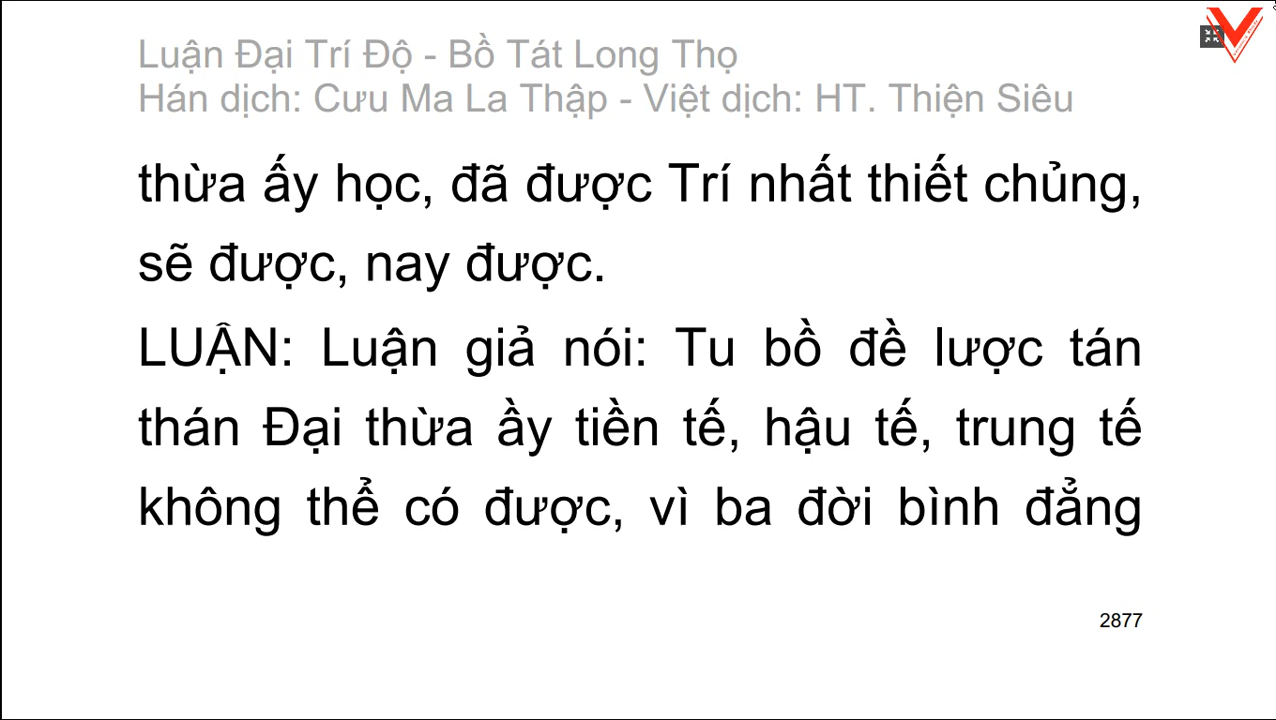 Luận Đại Trí Độ - Bồ Tát Long Thọ
Hán dịch: Cưu Ma La Thập - Việt dịch: HT. Thiện Siêu
thừa ấy học, đã được Trí nhất thiết chủng,
sẽ được, nay được.
LUẬN: Luận giả nói: Tu bồ đề lược tán
thán Đại thừa ầy tiền tế, hậu tế, trung tế
không thể có được, vì ba đời bình đẳng
2877